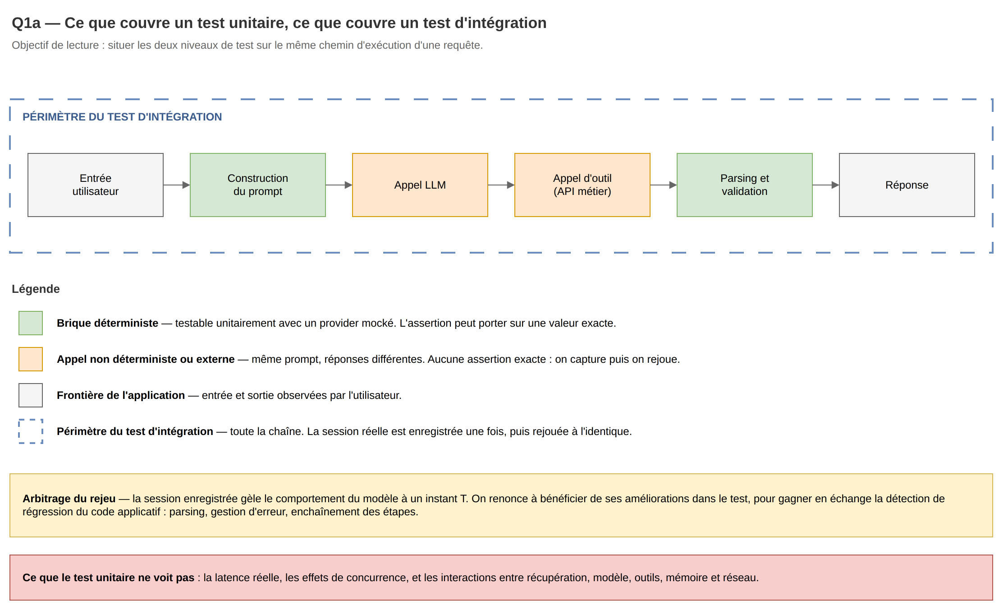 Q1a — Ce que couvre un test unitaire, ce que couvre un test d'intégration
Objectif de lecture : situer les deux niveaux de test sur le même chemin d'exécution d'une requête.
PÉRIMÈTRE DU TEST D'INTÉGRATION
Entrée
utilisateur
Construction
du prompt
Appel LLM
Appel d'outil
(API métier)
Parsing et
validation
Réponse
Légende
Brique déterministe — testable unitairement avec un provider mocké. L'assertion peut porter sur une valeur exacte.
Appel non déterministe ou externe — même prompt, réponses différentes. Aucune assertion exacte : on capture puis on rejoue.
Frontière de l'application — entrée et sortie observées par l'utilisateur.
Périmètre du test d'intégration — toute la chaîne. La session réelle est enregistrée une fois, puis rejouée à l'identique.
Arbitrage du rejeu — la session enregistrée gèle le comportement du modèle à un instant T. On renonce à bénéficier de ses améliorations dans le test, pour gagner en échange la détection de
régression du code applicatif : parsing, gestion d'erreur, enchaînement des étapes.
Ce que le test unitaire ne voit pas : la latence réelle, les effets de concurrence, et les interactions entre récupération, modèle, outils, mémoire et réseau.